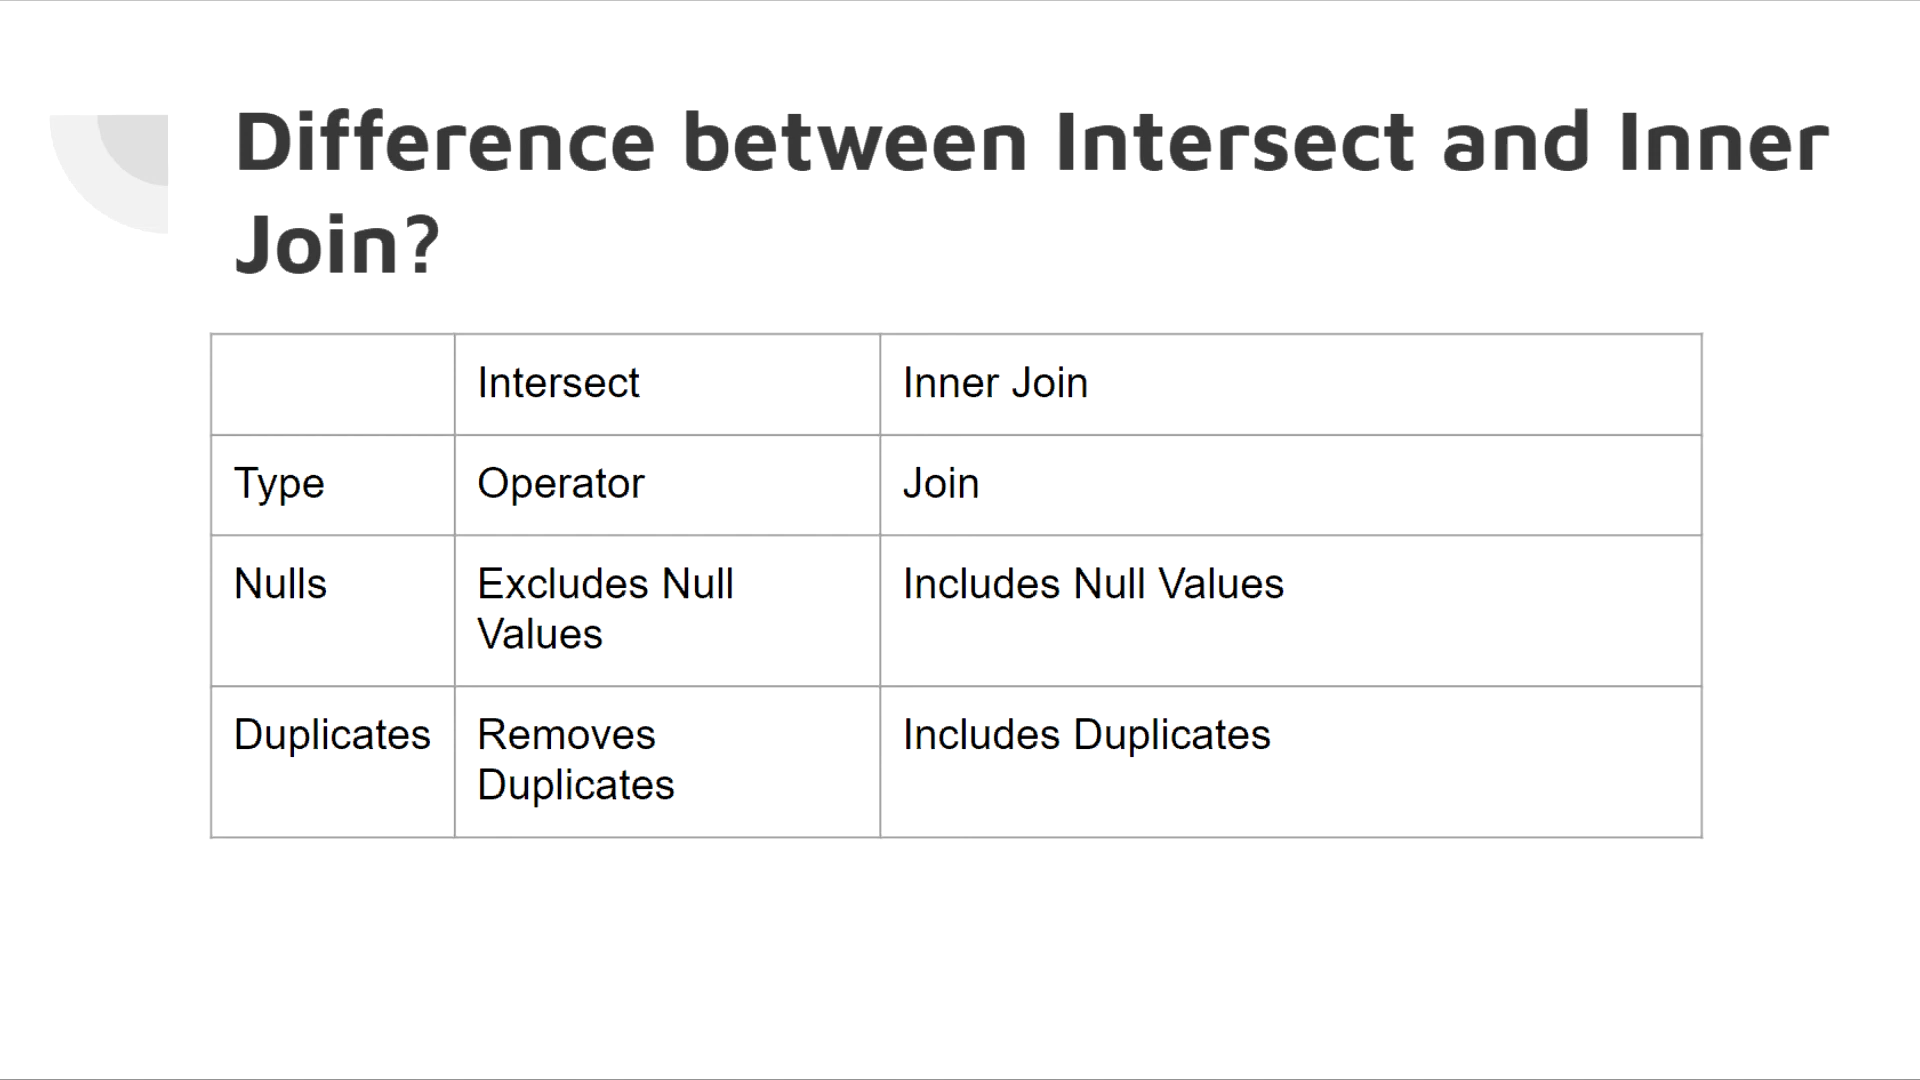 Difference between Intersect and Inner
Join?
Intersect
Inner Join
Type
Operator
Join
Nulls
Excludes Null
Values
Includes Null Values
Duplicates
Removes
Duplicates
Includes Duplicates